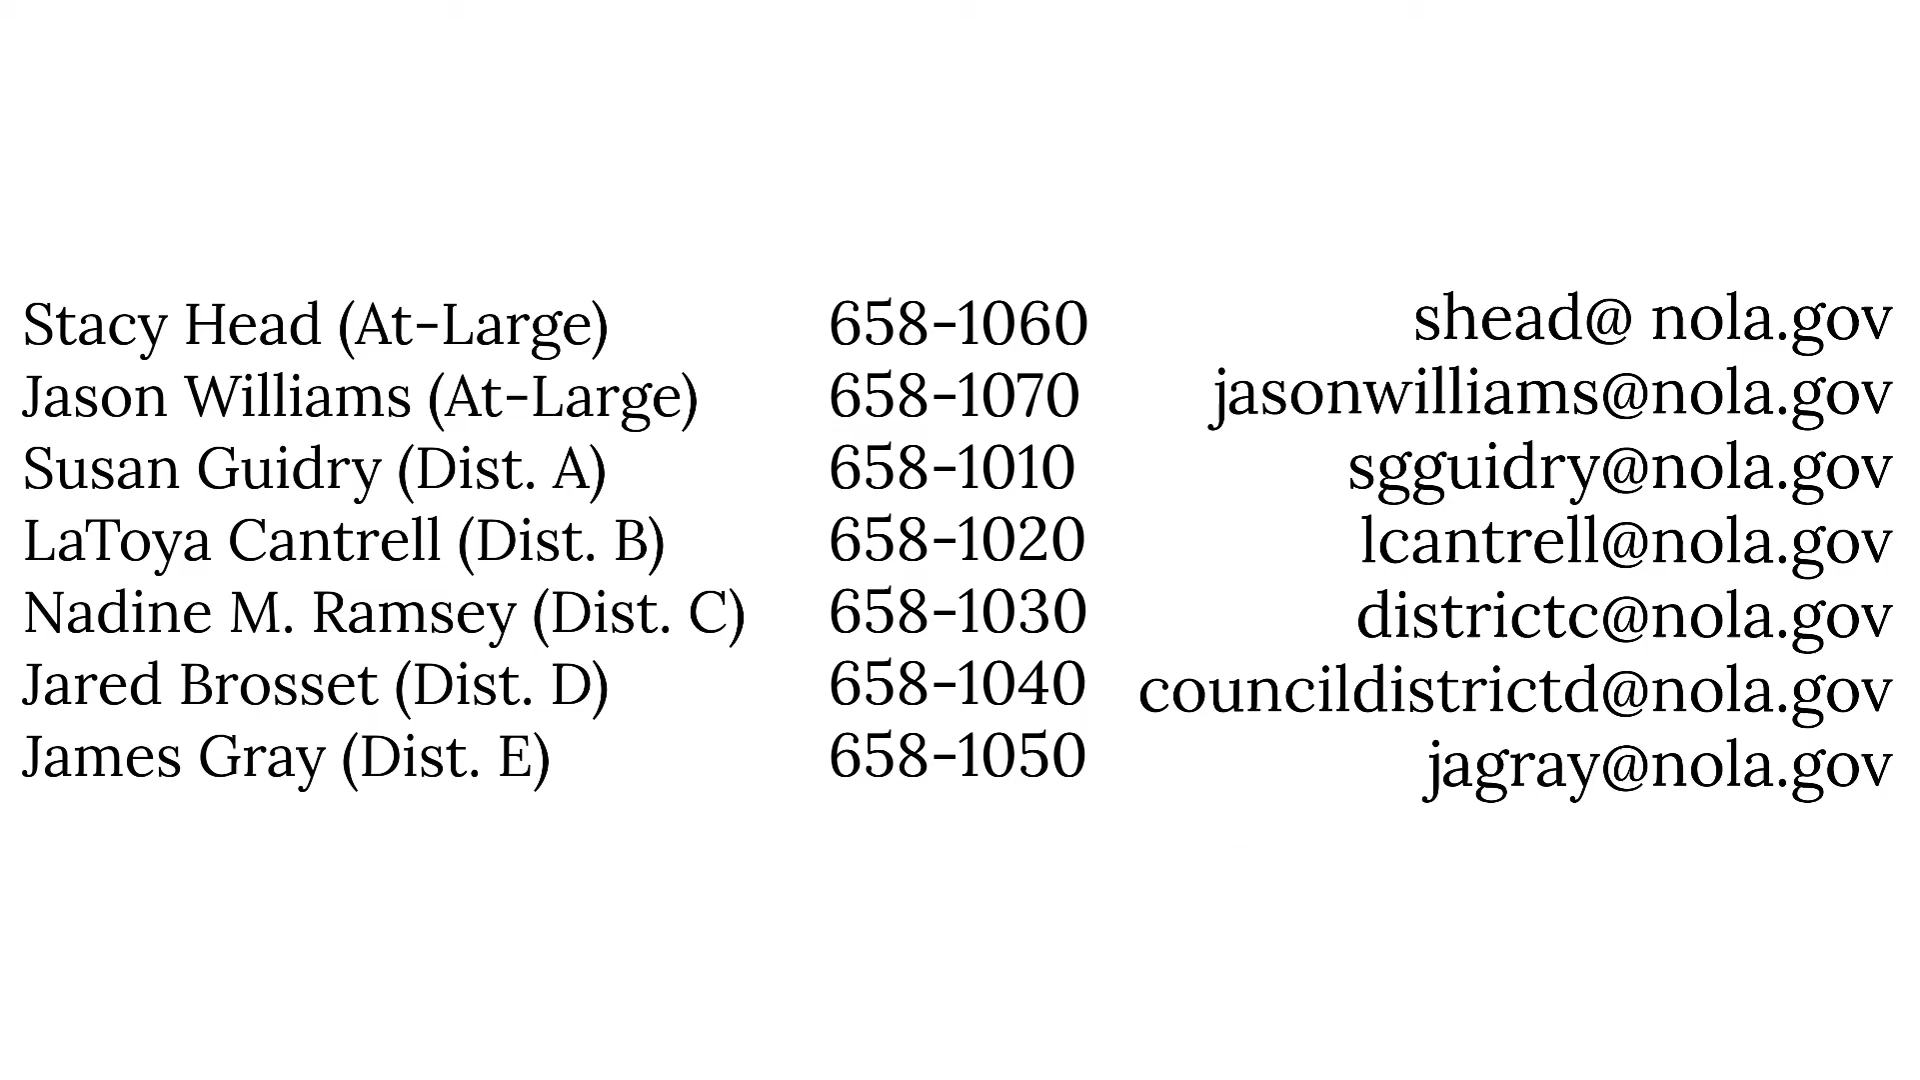 Stacy Head (At-Large) 658-1060 shead@ nola.gov
Jason Williams (At-Large) 658-1070 jasonwilliams@nola.gov
Susan Guidry (Dist. A) 658-1010 sgguidry@nola.gov
LaToya Cantrell (Dist. B) 658-1020 lcantrell@nola.gov
Nadine M. Ramsey (Dist. C) 658-1030 districtc@nola.gov
Jared Brosset (Dist. D) 658-1040 councildistrictd@nola.gov
James Gray (Dist. E) 658-1050 jagray@nola.gov